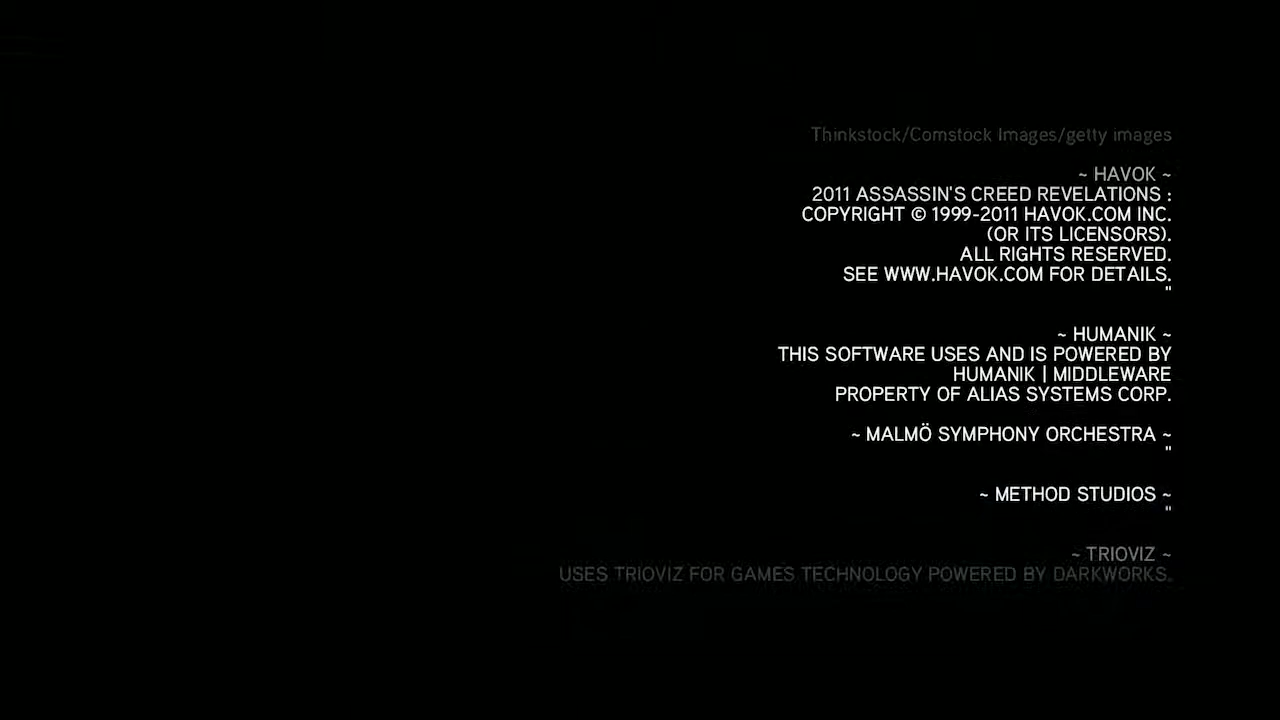 Thinkstock/Comstock Images/getty images
~ HAVOK ~
2011 ASSASSIN'S CREED REVELATIONS :
COPYRIGHT © 1999-2011 HAVOK.COM INC.
(OR ITS LICENSORS).
ALL RIGHTS RESERVED.
SEE WWW.HAVOK.COM FOR DETAILS.
"
~ HUMANIK ~
THIS SOFTWARE USES AND IS POWERED BY
HUMANIK | MIDDLEWARE
PROPERTY OF ALIAS SYSTEMS CORP.
~ MALMÖ SYMPHONY ORCHESTRA ~
"
~ METHOD STUDIOS ~
"
~ TRIOVIZ ~
USES TRIOVIZ FOR GAMES TECHNOLOGY POWERED BY DARKWORKS.